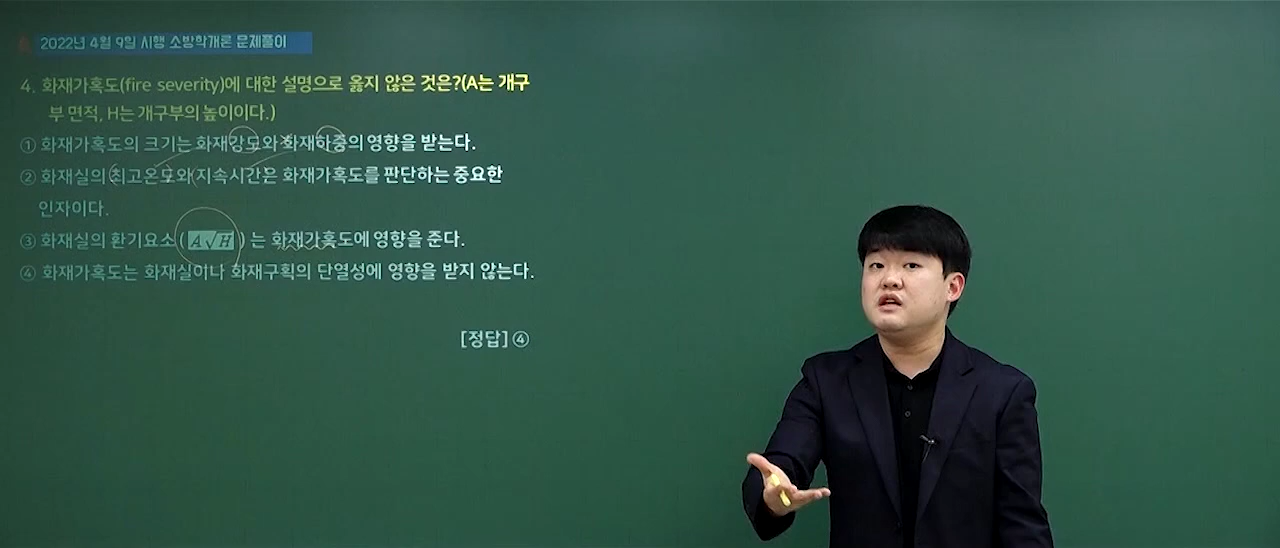 2022년 4월 9일 시행 소방학개론 문제풀이
4. 화재가혹도(fire severity)에 대한 설명으로 옳지 않은 것은?(A는 개구
부 면적, H는 개구부의 높이이다.)
① 화재가혹도의 크기는 화재강도와 화재하중의 영향을 받는다.
② 화재실의 최고온도와 지속시간은 화재가혹도를 판단하는 중요한
인자이다.
③ 화재실의 환기요소(A√H)는 화재가혹도에 영향을 준다.
④ 화재가혹도는 화재실이나 화재구획의 단열성에 영향을 받지 않는다.
[정답] ④